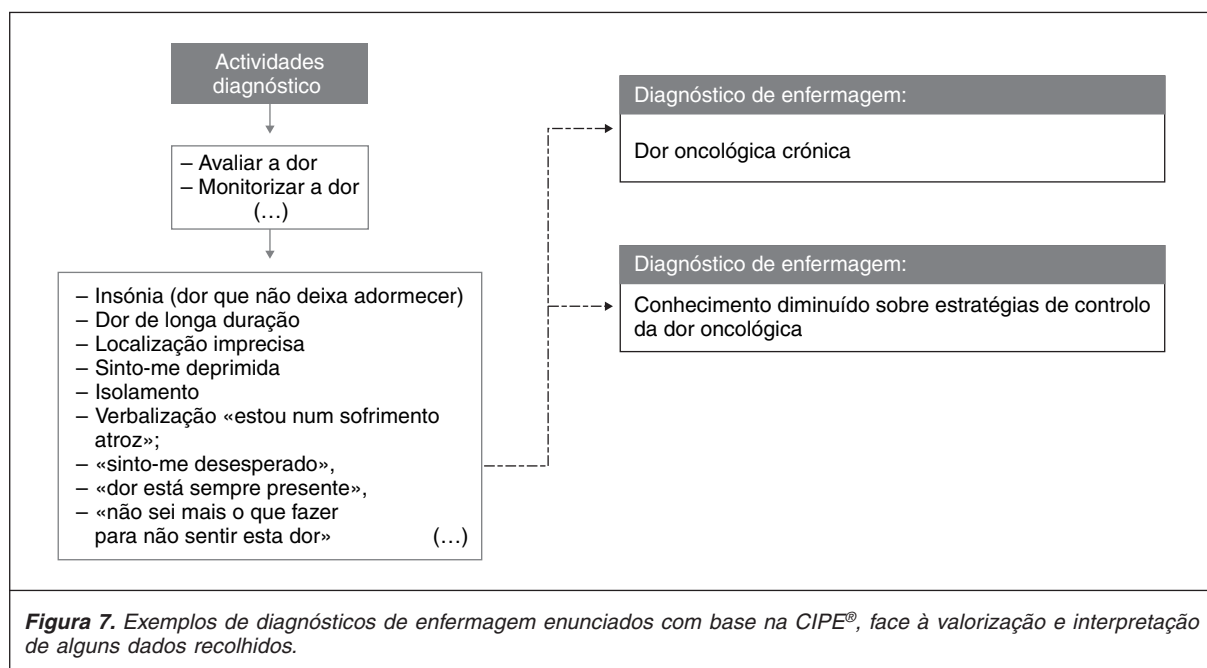 Actividades
diagnóstico
– Avaliar a dor
– Monitorizar a dor
(…)
– Insónia (dor que não deixa adormecer)
– Dor de longa duração
– Localização imprecisa
– Sinto-me deprimida
– Isolamento
– Verbalização «estou num sofrimento
atroz»;
– «sinto-me desesperado»,
– «dor está sempre presente»,
– «não sei mais o que fazer
para não sentir esta dor» (…)
Diagnóstico de enfermagem:
Dor oncológica crónica
Diagnóstico de enfermagem:
Conhecimento diminuído sobre estratégias de controlo
da dor oncológica
Figura 7. Exemplos de diagnósticos de enfermagem enunciados com base na CIPE®, face à valorização e interpretação
de alguns dados recolhidos.